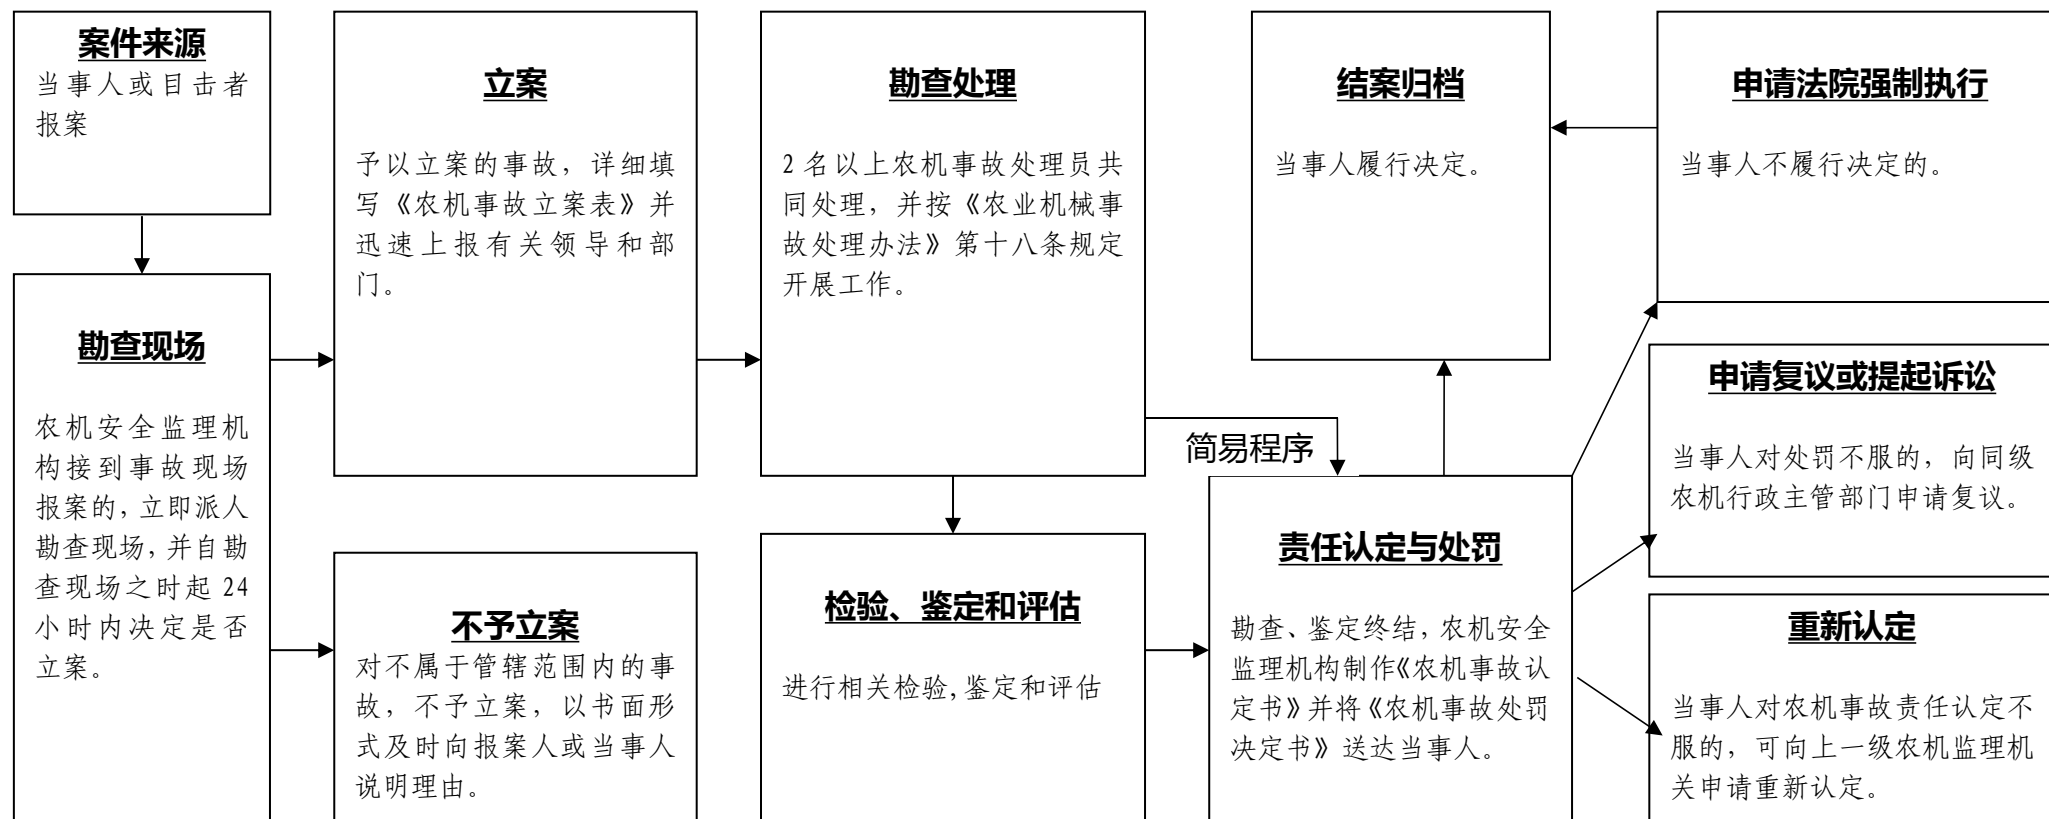 案件来源
当事人或目击者
报案
勘查现场
农机安全监理机
构接到事故现场
报案的,立即派人
勘查现场,并自勘
查现场之时起 24
小时内决定是否
立案。
立案
予以立案的事故，详细填
写《农机事故立案表》并
迅速上报有关领导和部
门。
不予立案
对不属于管辖范围内的事
故，不予立案，以书面形
式及时向报案人或当事人
说明理由。
勘查处理
2 名以上农机事故处理员共
同处理，并按《农业机械事
故处理办法》第十八条规定
开展工作。
简易程序
检验、鉴定和评估
进行相关检验,鉴定和评估
责任认定与处罚
勘查、鉴定终结，农机安全
监理机构制作《农机事故认
定书》并将《农机事故处罚
决定书》送达当事人。
结案归档
当事人履行决定。
申请法院强制执行
当事人不履行决定的。
申请复议或提起诉讼
当事人对处罚不服的，向同级
农机行政主管部门申请复议。
重新认定
当事人对农机事故责任认定不
服的，可向上一级农机监理机
关申请重新认定。